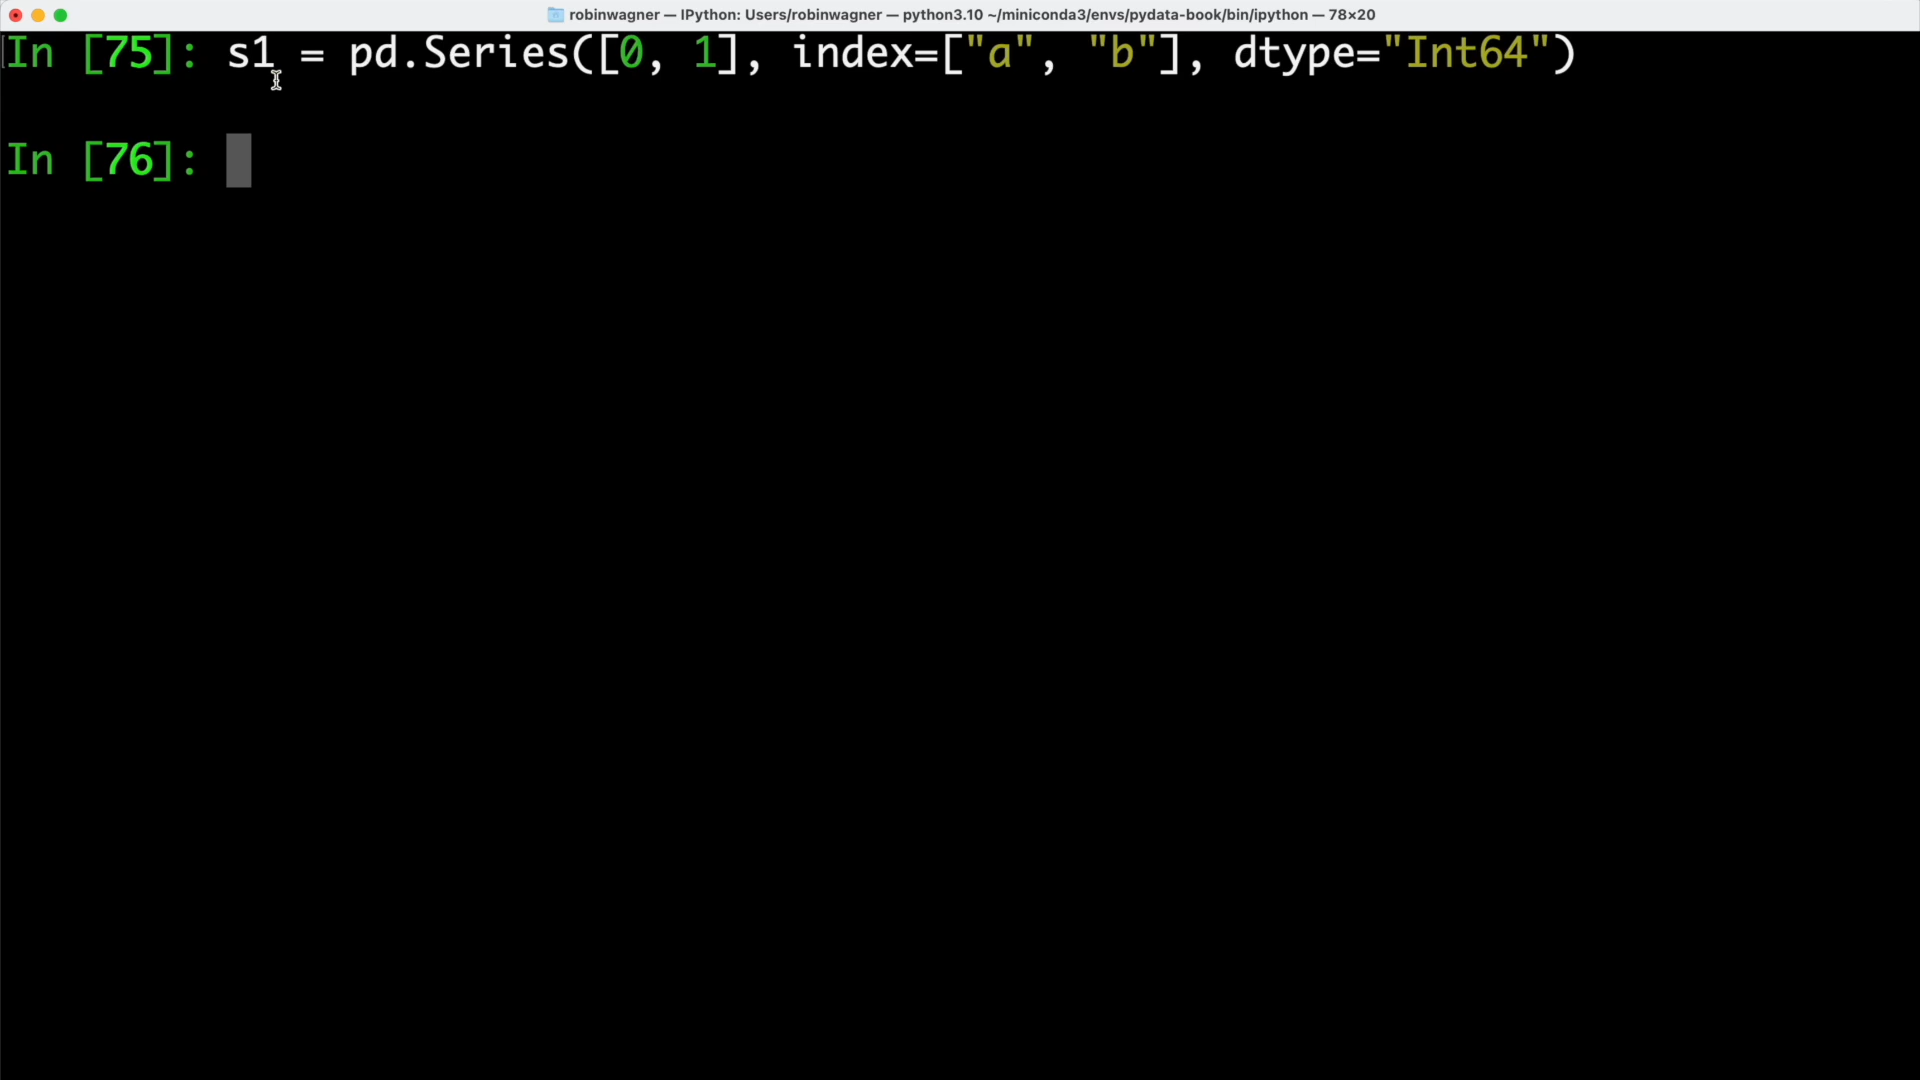 robinwagner — IPython: Users/robinwagner — python3.10 ~/miniconda3/envs/pydata-book/bin/ipython — 78×20
In [75]: s1 = pd.Series([0, 1], index=["a", "b"], dtype="Int64")
In [76]: